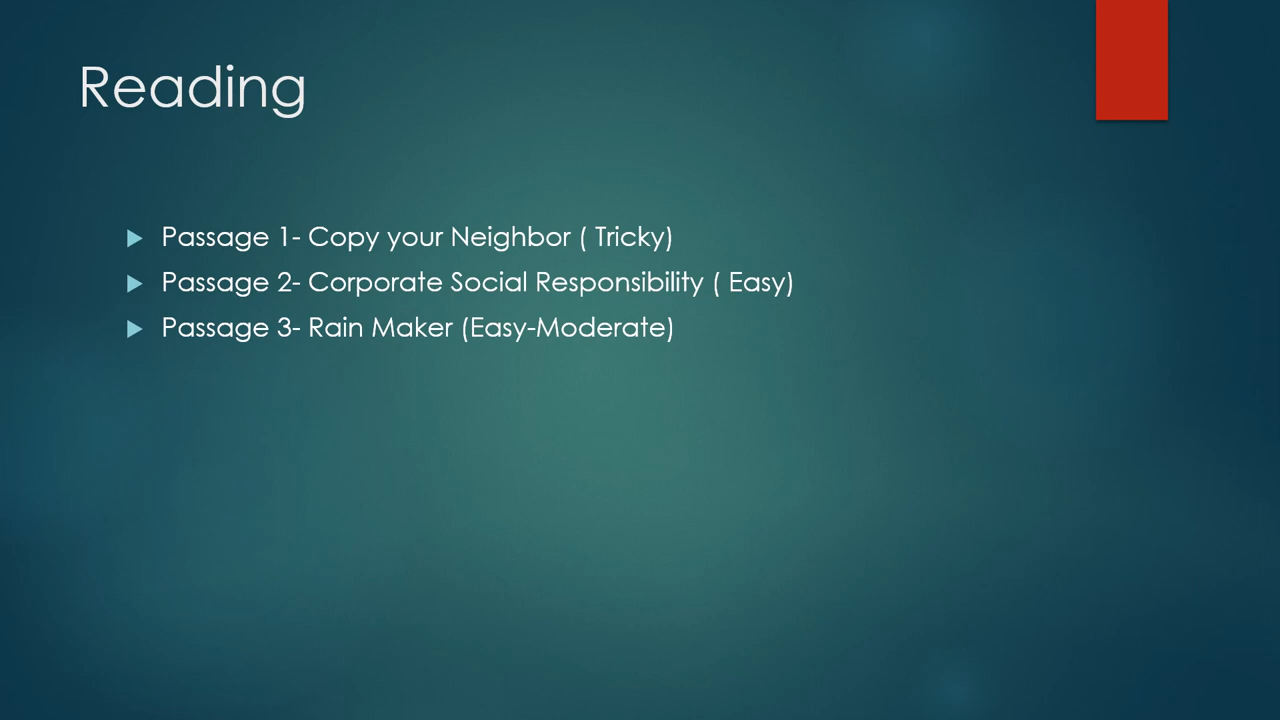 Reading
Passage 1- Copy your Neighbor ( Tricky)
Passage 2- Corporate Social Responsibility ( Easy)
Passage 3- Rain Maker (Easy-Moderate)